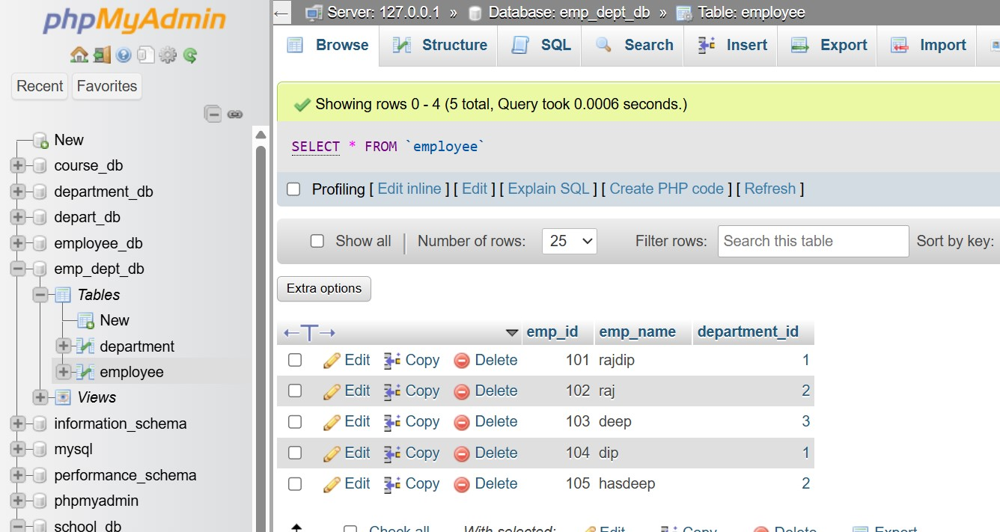 phpMyAdmin
Recent Favorites
New
course_db
department_db
depart_db
employee_db
emp_dept_db
Tables
New
department
employee
Views
information_schema
mysql
performance_schema
phpmyadmin
school_db
Server: 127.0.0.1 » Database: emp_dept_db » Table: employee
Browse Structure SQL Search Insert Export Import
Showing rows 0 - 4 (5 total, Query took 0.0006 seconds.)
SELECT * FROM `employee`
Profiling [ Edit inline ] [ Edit ] [ Explain SQL ] [ Create PHP code ] [ Refresh ]
Show all | Number of rows: 25 Filter rows: Search this table Sort by key:
Extra options
←T→ emp_id emp_name department_id
Edit Copy Delete 101 rajdip 1
Edit Copy Delete 102 raj 2
Edit Copy Delete 103 deep 3
Edit Copy Delete 104 dip 1
Edit Copy Delete 105 hasdeep 2
Check all With selected: Edit Copy Delete Export